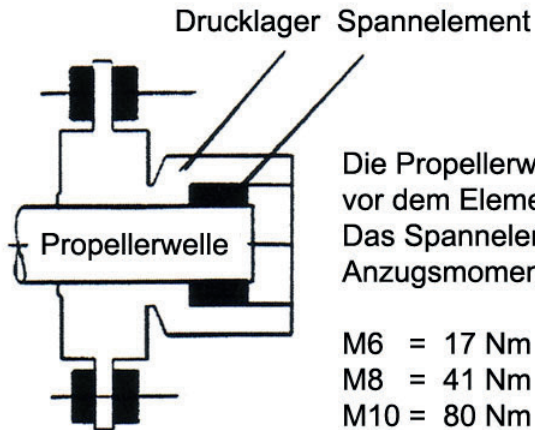 Drucklager Spannelement
Die Propellerw
vor dem Eleme
Das Spanneler
Anzugsmomer
Propellerwelle
M6 = 17 Nm
M8 = 41 Nm
M10 = 80 Nm